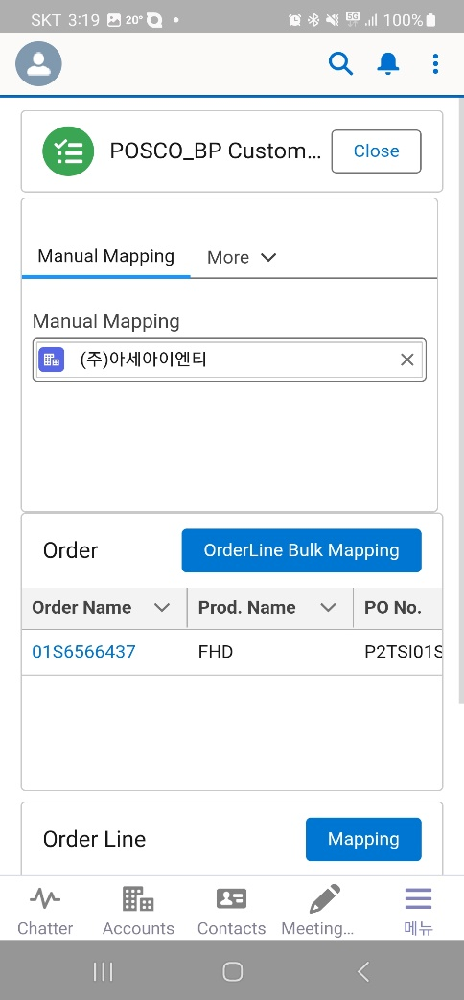 SKT 3:19 20°
5G 100%
POSCO_BP Custom...
Close
Manual Mapping
More
Manual Mapping
(주)아세아이엔티
Order
OrderLine Bulk Mapping
Order Name Prod. Name PO No.
01S6566437 FHD P2TSI01S
Order Line
Mapping
Chatter Accounts Contacts Meeting... 메뉴